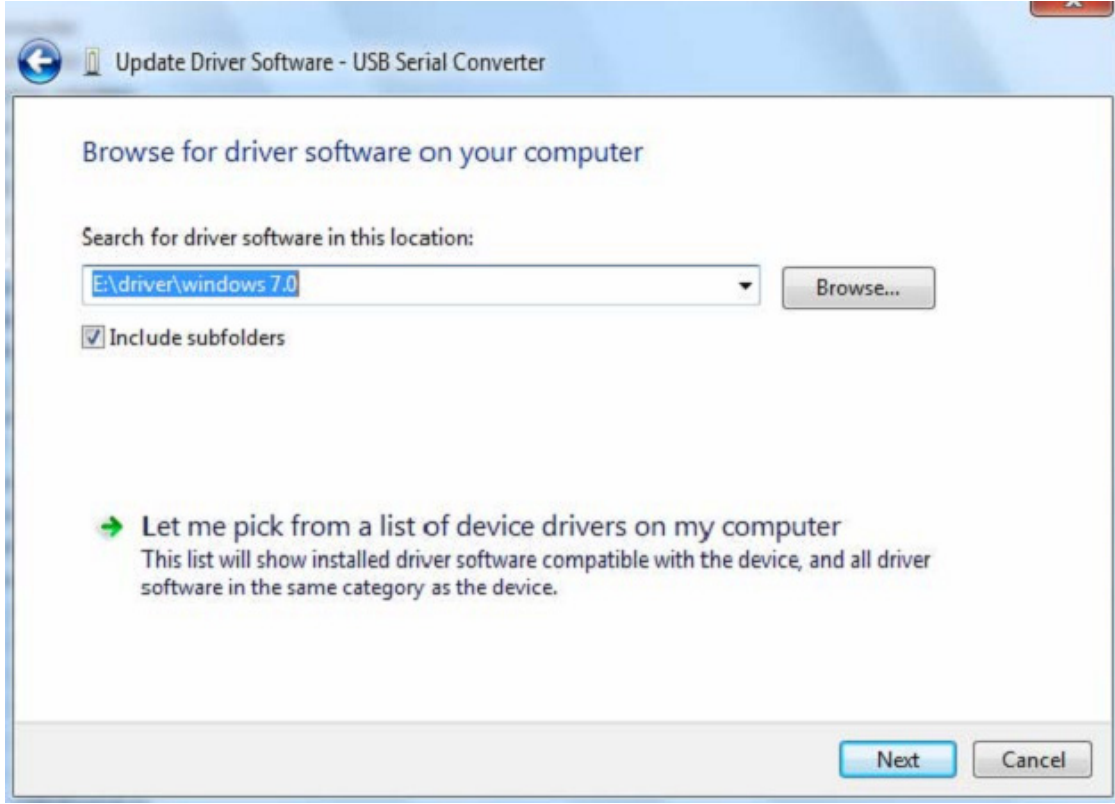 Update Driver Software - USB Serial Converter
Browse for driver software on your computer
Search for driver software in this location:
E:\driver\windows 7.0
Browse...
Include subfolders
Let me pick from a list of device drivers on my computer
This list will show installed driver software compatible with the device, and all driver
software in the same category as the device.
Next
Cancel